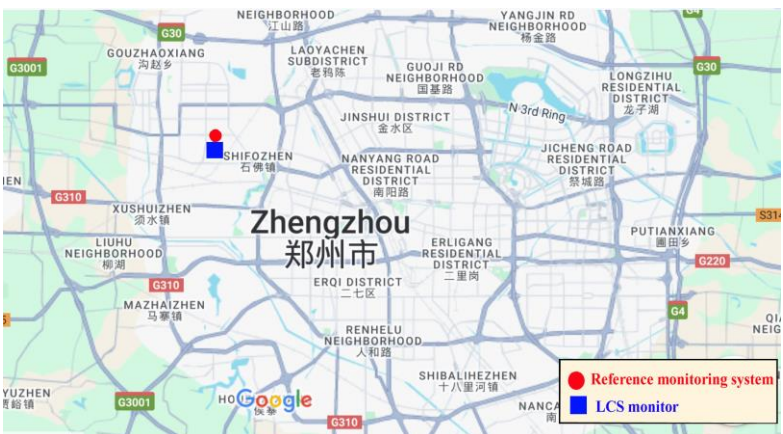 NEIGHBORHOOD
江山路
YANGJIN RD
NEIGHBORHOOD
杨金路
G30
G4
GOUZHAOXIANG
沟赵乡
LAOYACHEN
SUBDISTRICT
老鸦陈
GUOJI RD
NEIGHBORHOOD
国基路
G3001
G30
LONGZIHU
RESIDENTIAL
DISTRICT
龙子湖
N 3rd Ring
JINSHUI DISTRICT
金水区
SHIFOZHEN
石佛镇
NANYANG ROAD
RESIDENTIAL
DISTRICT
南阳路
JICHENG ROAD
RESIDENTIAL
DISTRICT
祭城路
G310
XUSHUIZHEN
须水镇
Zhengzhou
郑州市
S314
PUTIANXIANG
圃田乡
LIUHU
NEIGHBORHOOD
柳湖
ERLIGANG
RESIDENTIAL
DISTRICT
二里岗
G220
G310
ERQI DISTRICT
二七区
MAZHAIZHEN
马寨镇
G4
RENHELU
NEIGHBORHOOD
人和路
SHIBALIHEZHEN
十八里河镇
G3001
Google
G310
Reference monitoring system
LCS monitor